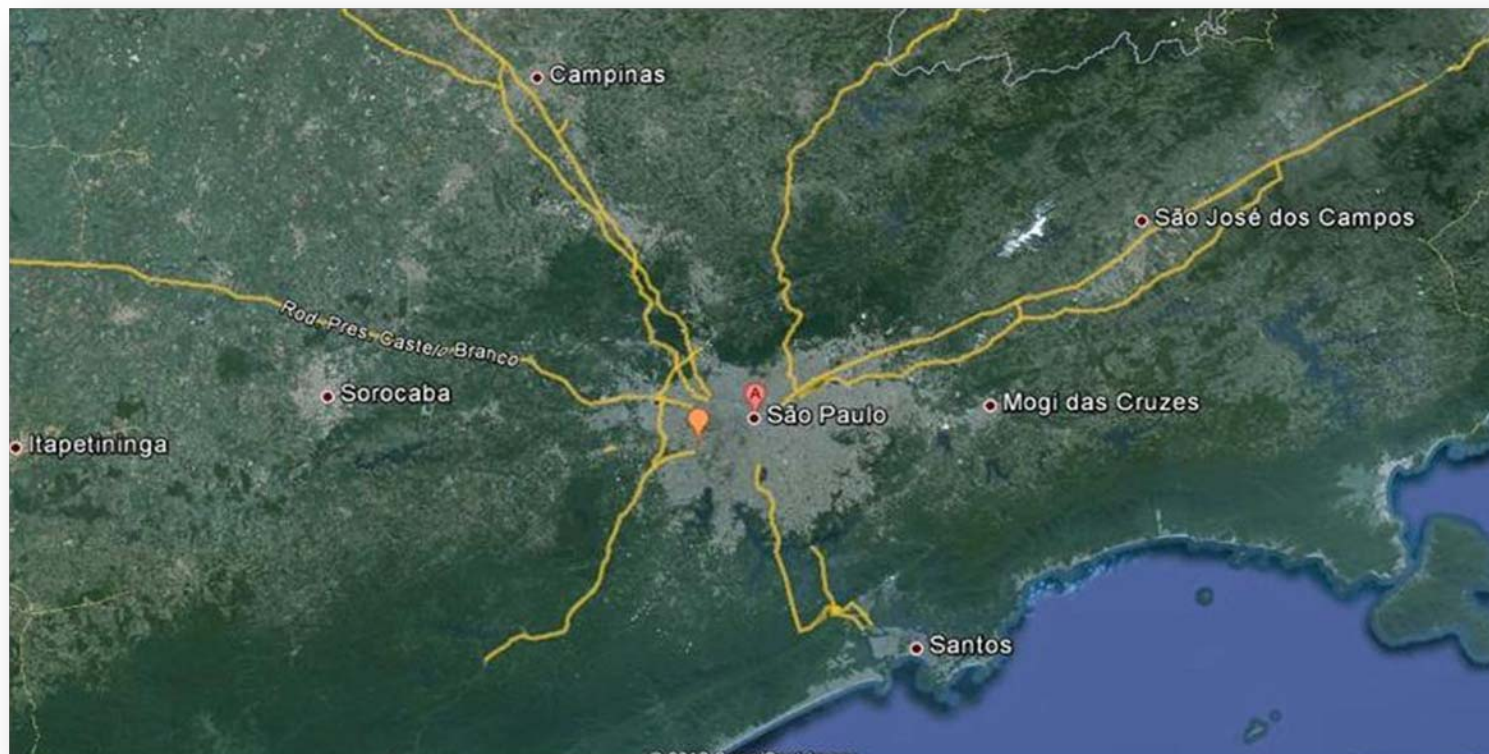 Campinas
São José dos Campos
Rod. Pres. Castelo Branco
Sorocaba
A
São Paulo
Mogi das Cruzes
Itapetininga
Santos